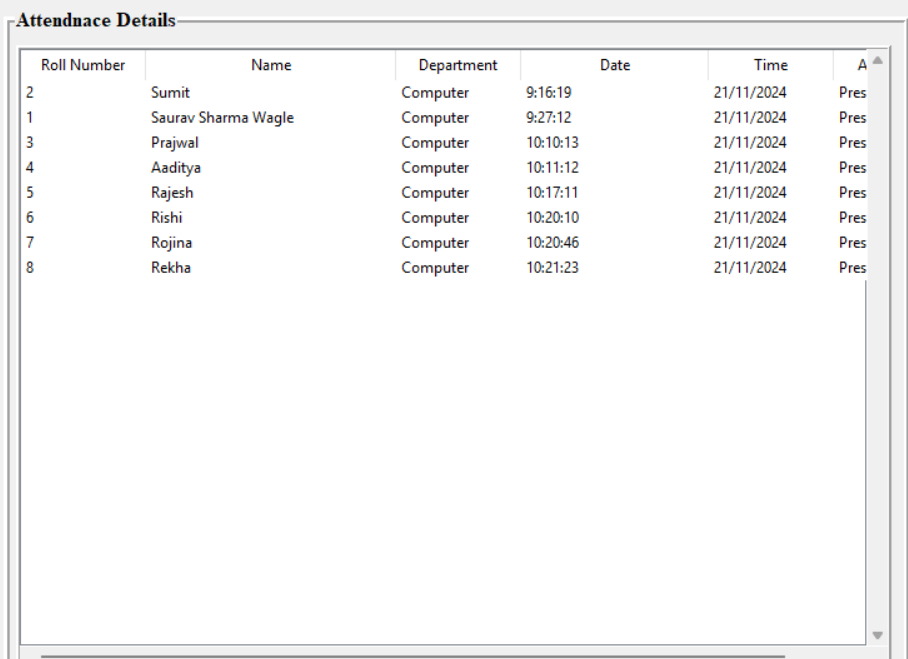 Attendnace Details
Roll Number Name Department Date Time A
2 Sumit Computer 9:16:19 21/11/2024 Pres
1 Saurav Sharma Wagle Computer 9:27:12 21/11/2024 Pres
3 Prajwal Computer 10:10:13 21/11/2024 Pres
4 Aaditya Computer 10:11:12 21/11/2024 Pres
5 Rajesh Computer 10:17:11 21/11/2024 Pres
6 Rishi Computer 10:20:10 21/11/2024 Pres
7 Rojina Computer 10:20:46 21/11/2024 Pres
8 Rekha Computer 10:21:23 21/11/2024 Pres